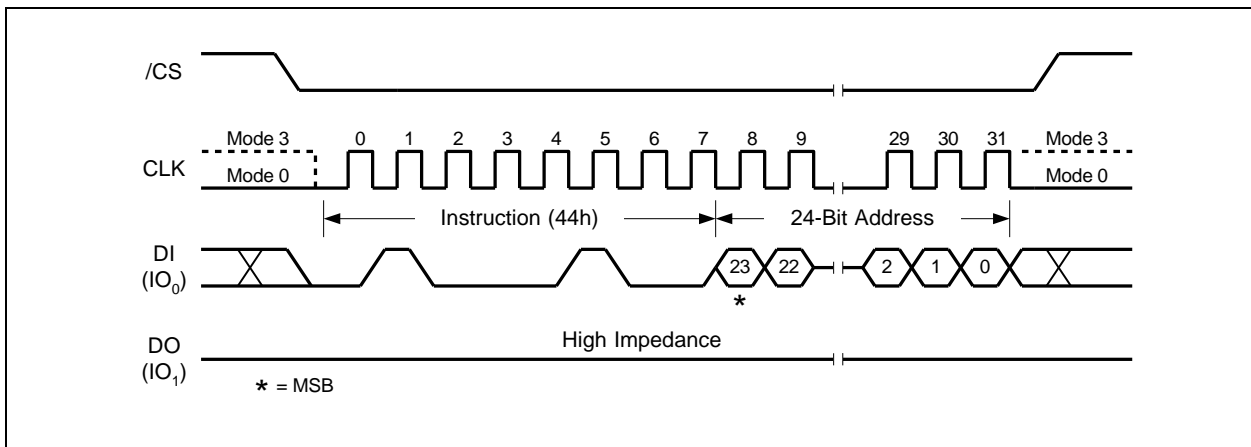 /CS
Mode 3
0 1 2 3 4 5 6 7 8 9 29 30 31
Mode 3
CLK
Mode 0
Mode 0
Instruction (44h)
24-Bit Address
DI
(IO0)
23 22 2 1 0
*
High Impedance
DO
(IO1)
* = MSB